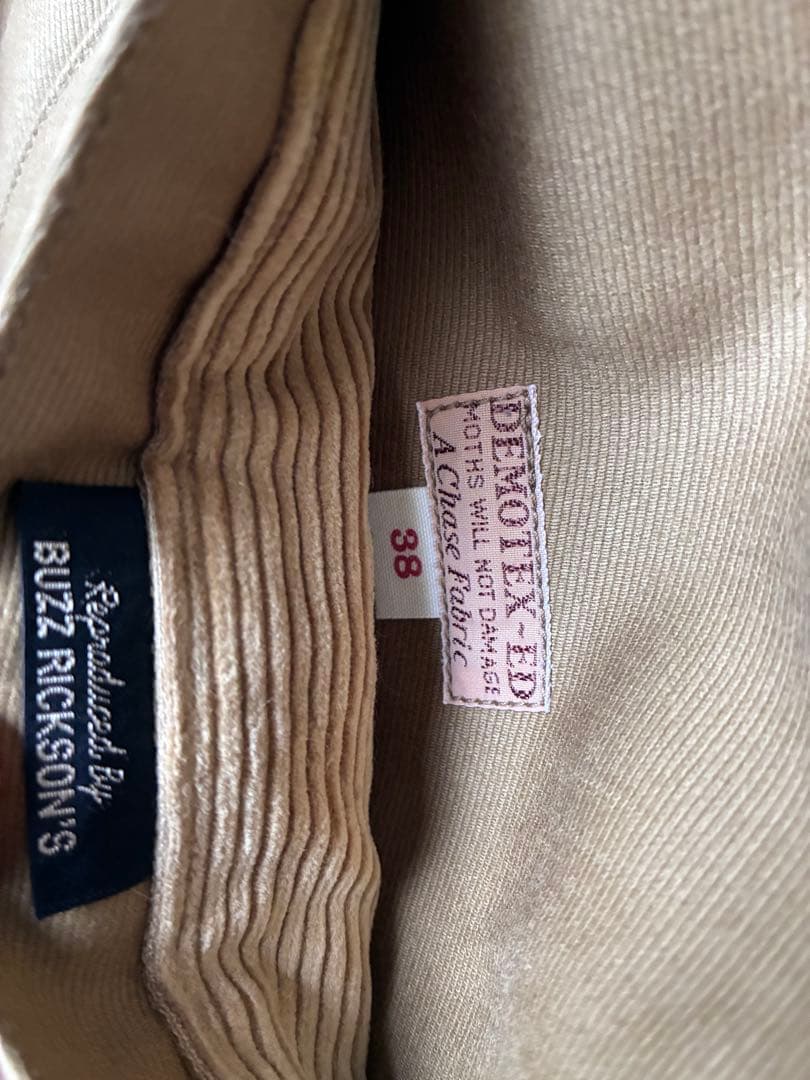 DEMOTEX-ED
MOTHS WILL NOT DAMAGE
A Chase Fabric
38
Reproduced By
BUZZ RICKSON'S